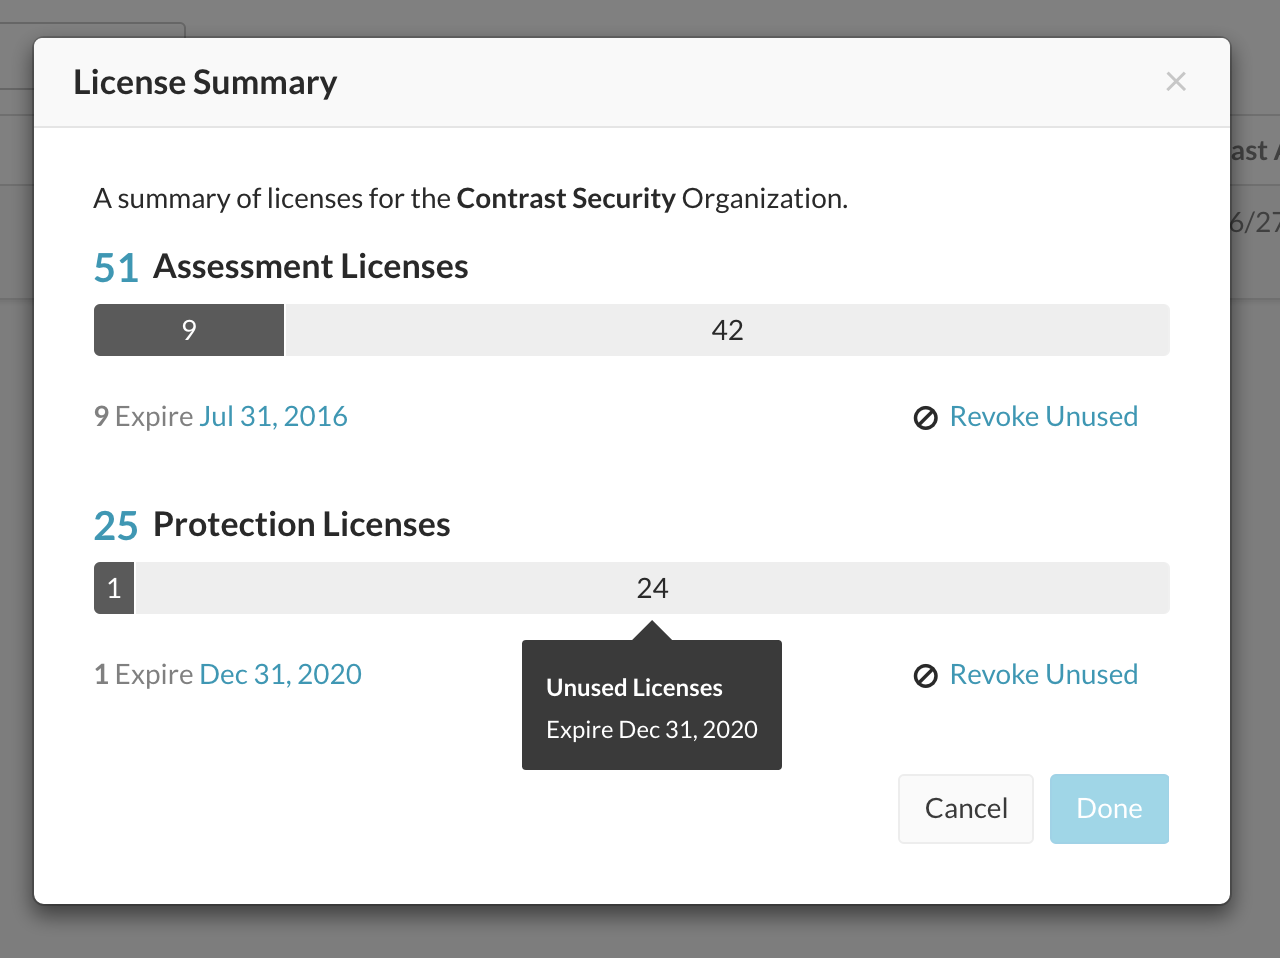 License Summary
A summary of licenses for the Contrast Security Organization.
51 Assessment Licenses
9 42
9 Expire Jul 31, 2016 Revoke Unused
25 Protection Licenses
1 24
1 Expire Dec 31, 2020 Revoke Unused
Unused Licenses
Expire Dec 31, 2020
Cancel Done
ast
6/27